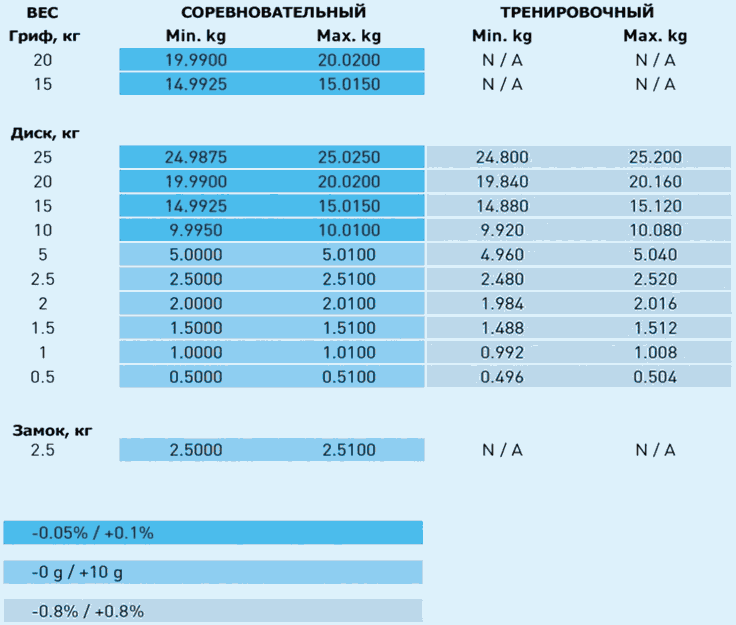 ВЕС СОРЕВНОВАТЕЛЬНЫЙ ТРЕНИРОВОЧНЫЙ
Гриф, кг Min. kg Max. kg Min. kg Max. kg
20 19.9900 20.0200 N / A N / A
15 14.9925 15.0150 N / A N / A
Диск, кг
25 24.9875 25.0250 24.800 25.200
20 19.9900 20.0200 19.840 20.160
15 14.9925 15.0150 14.880 15.120
10 9.9950 10.0100 9.920 10.080
5 5.0000 5.0100 4.960 5.040
2.5 2.5000 2.5100 2.480 2.520
2 2.0000 2.0100 1.984 2.016
1.5 1.5000 1.5100 1.488 1.512
1 1.0000 1.0100 0.992 1.008
0.5 0.5000 0.5100 0.496 0.504
Замок, кг
2.5 2.5000 2.5100 N / A N / A
-0.05% / +0.1%
-0 g / +10 g
-0.8% / +0.8%